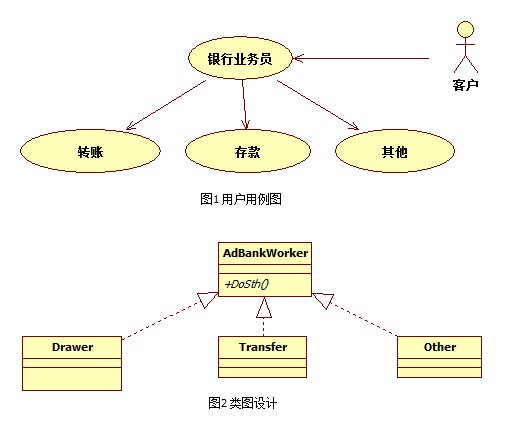 银行业务员
客户
转账
存款
其他
图1 用户用例图
AdBankWorker
+DoSth()
Drawer
Transfer
Other
图2 类图设计